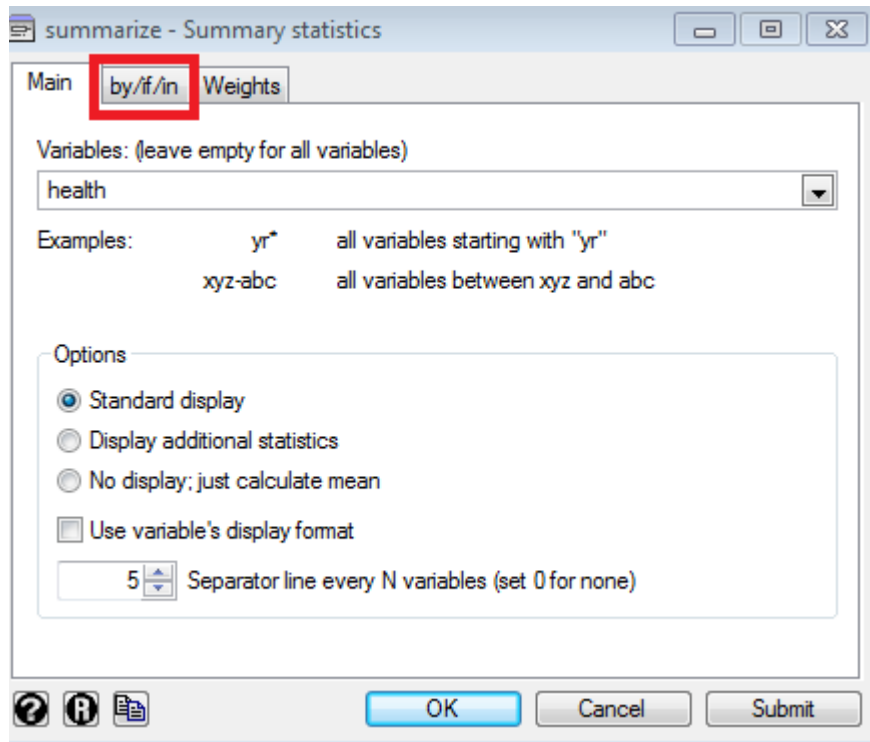 summarize - Summary statistics
Main by/if/in Weights
Variables: (leave empty for all variables)
health
Examples: yr* all variables starting with "yr"
xyz-abc all variables between xyz and abc
Options
Standard display
Display additional statistics
No display; just calculate mean
Use variable's display format
5 Separator line every N variables (set 0 for none)
? R OK Cancel Submit